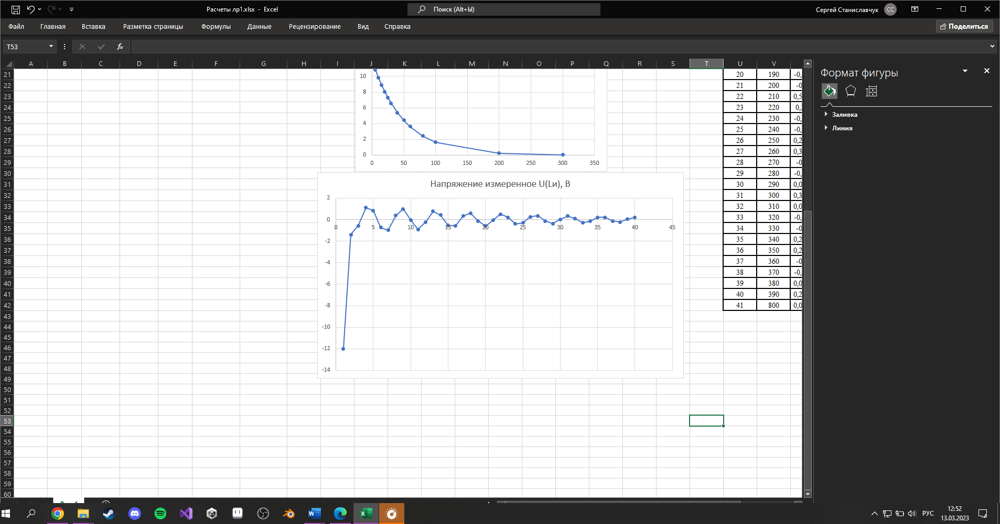 Расчеты лр1.xlsx - Excel
Поиск (Alt+Ы)
Сергей Станиславчук
СС
Файл Главная Вставка Разметка страницы Формулы Данные Рецензирование Вид Справка
Поделиться
T53
fx
A B C D E F G H I J K L M N O P Q R S T U V
21
22
23
24
25
26
27
28
29
30
31
32
33
34
35
36
37
38
39
40
41
42
43
44
45
46
47
48
49
50
51
52
53
54
55
56
57
58
59
60
10
8
6
4
2
0
0 50 100 150 200 250 300 350
Напряжение измеренное U(Lи), В
2
0
-2
-4
-6
-8
-10
-12
-14
0 5 10 15 20 25 30 35 40 45
20 190 -0,
21 200 -0
22 210 0,5
23 220 0,
24 230 -0,
25 240 -0,
26 250 0,2
27 260 0,3
28 270 -0
29 280 -0,
30 290 0,0
31 300 0,3
32 310 0,0
33 320 -0,
34 330 -0
35 340 0,2
36 350 0,2
37 360 -0
38 370 -0,
39 380 0,0
40 390 0,2
41 800 0,0
Формат фигуры
Заливка
Линия
РУС
12:52
13.03.2023